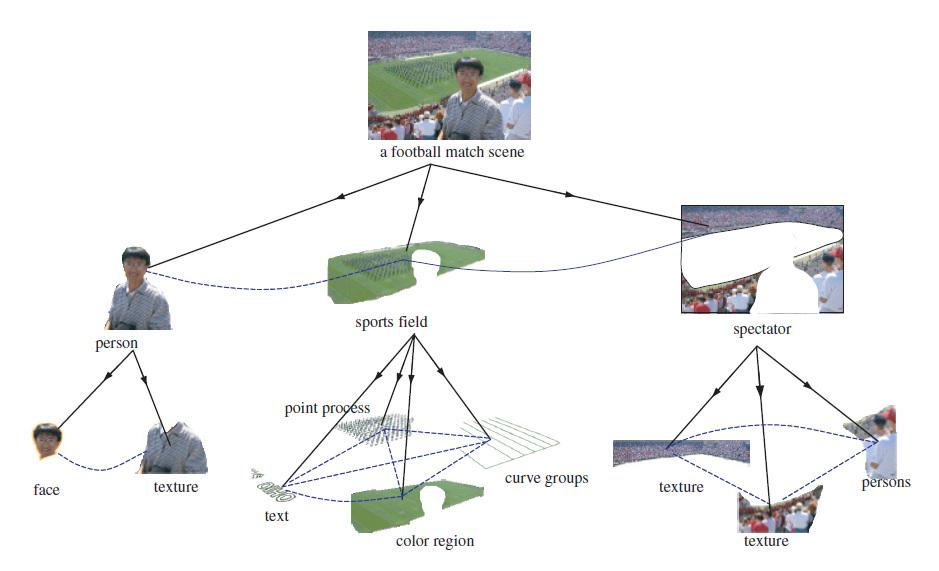 a football match scene
person
sports field
spectator
point process
face
texture
text
color region
curve groups
texture
texture
persons
OHIO